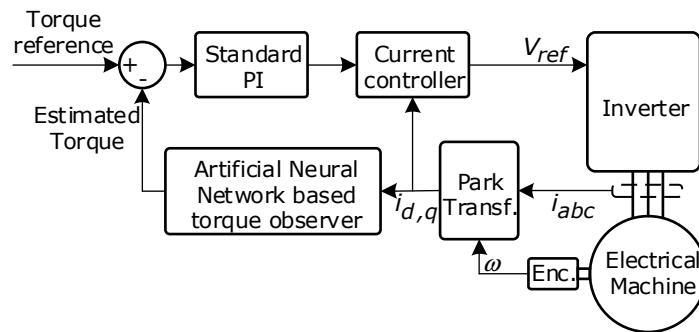 Torque
reference
+
-
Standard
PI
Current
controller
V_ref
Inverter
Estimated
Torque
Artificial Neural
Network based
torque observer
i_d,q
Park
Transf.
i_abc
ω
Enc.
Electrical
Machine